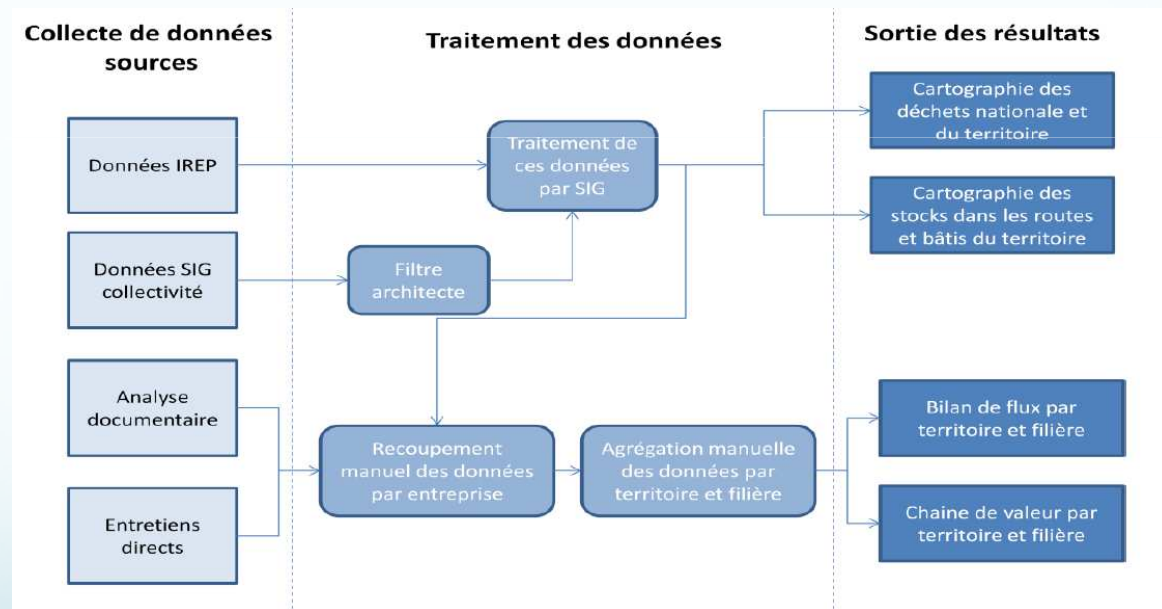 Collecte de données
sources
Traitement des données
Sortie des résultats
Données IREP
Données SIG
collectivité
Analyse
documentaire
Entretiens
directs
Traitement de
ces données
par SIG
Filtre
architecte
Recoupement
manuel des données
par entreprise
Agrégation manuelle
des données par
territoire et filière
Cartographie des
déchets nationale et
du territoire
Cartographie des
stocks dans les routes
et bâtis du territoire
Bilan de flux par
territoire et filière
Chaine de valeur par
territoire et filière